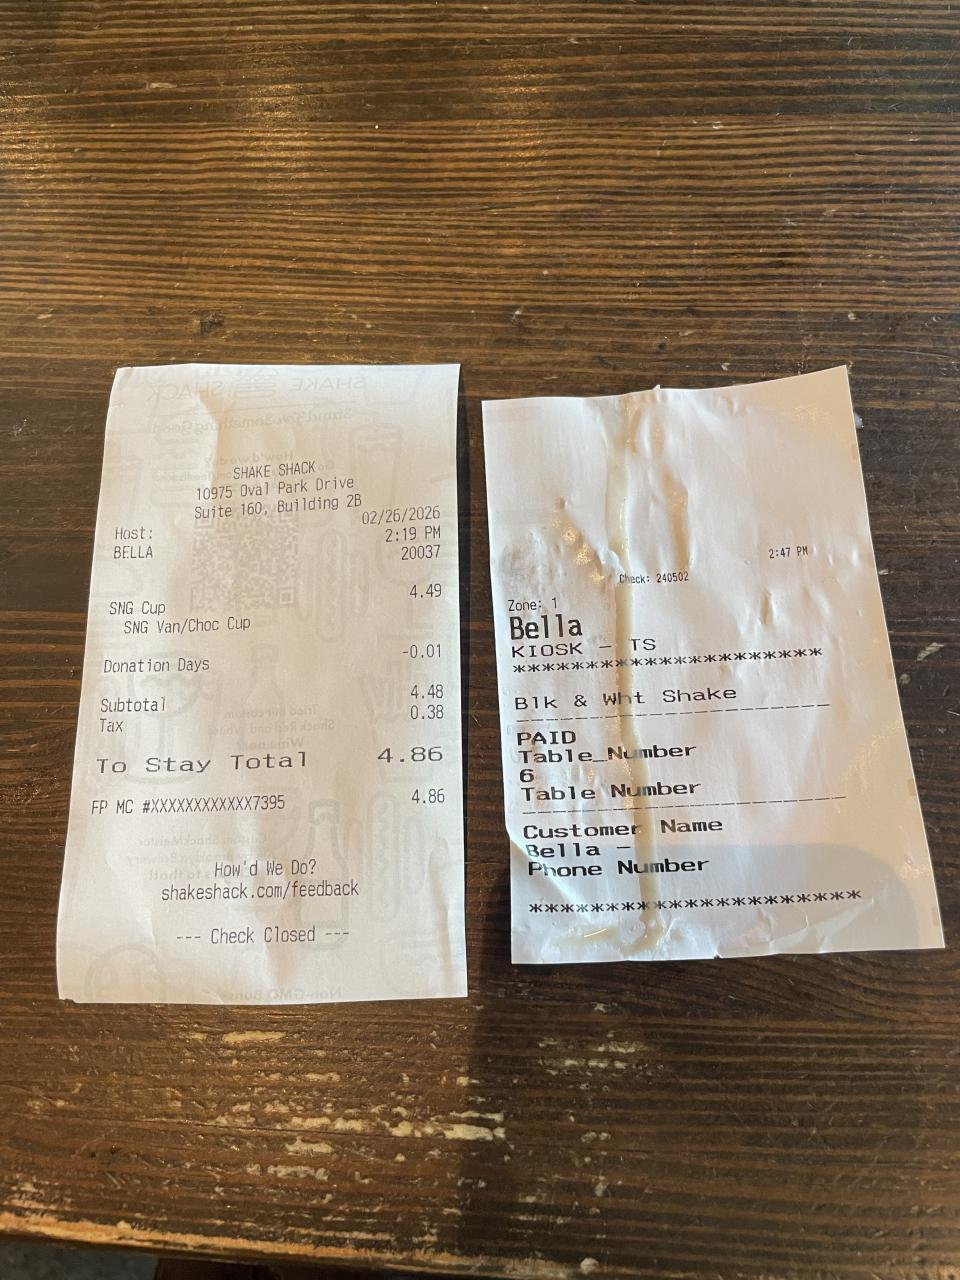 SHAKE SHACK
10975 Oval Park Drive
Suite 160, Building 2B
02/26/2026
Host: 2:19 PM
BELLA 20037
4.49
SNG Cup
SNG Van/Choc Cup
-0.01
Donation Days
4.48
Subtotal
0.38
Tax
To Stay Total 4.86
FP MC #XXXXXXXXXXXX7395 4.86
How'd We Do?
shakeshack.com/feedback
--- Check Closed ---
2:47 PM
Check: 240502
Zone: 1
Bella
KIOSK - TS
********************
Blk & Wht Shake
PAID
Table_Number
6
Table Number
Customer Name
Bella -
Phone Number
**********************